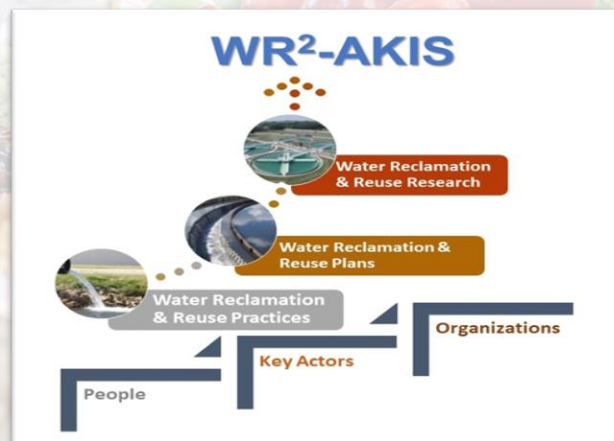 WR²-AKIS
Water Reclamation
& Reuse Research
Water Reclamation &
Reuse Plans
Water Reclamation
& Reuse Practices
Organizations
Key Actors
People